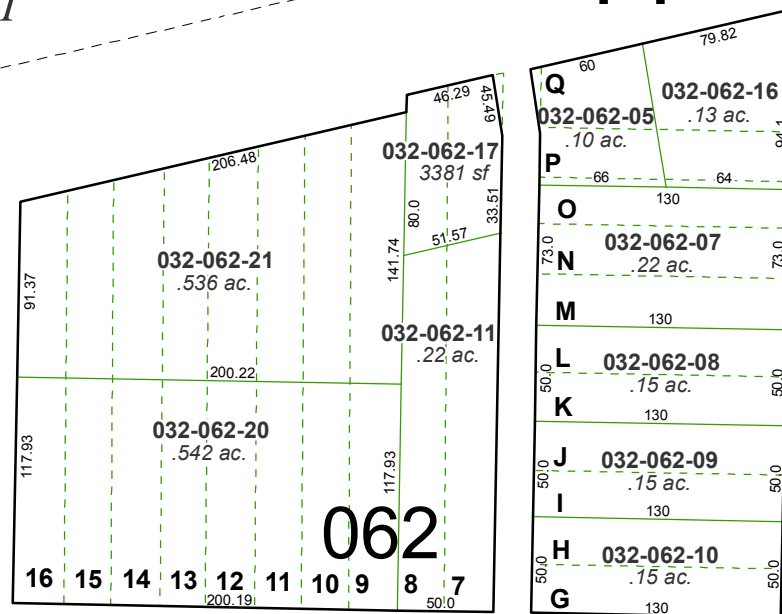 79.82
60
Q
032-062-16
.13 ac.
46.29
45.49
032-062-05
.10 ac.
206.48
032-062-17
3381 sf
P
66
64
130
80.0
33.51
O
51.57
73.0
032-062-07
.22 ac.
73.0
N
141.74
032-062-21
.536 ac.
91.37
M
130
032-062-11
.22 ac.
L
032-062-08
.15 ac.
50.0
50.0
200.22
K
130
032-062-20
.542 ac.
117.93
117.93
J
032-062-09
.15 ac.
50.0
50.0
I
130
062
H
032-062-10
.15 ac.
50.0
50.0
16 15 14 13 12 11 10 9 8 7
200.19
50.0
G
130